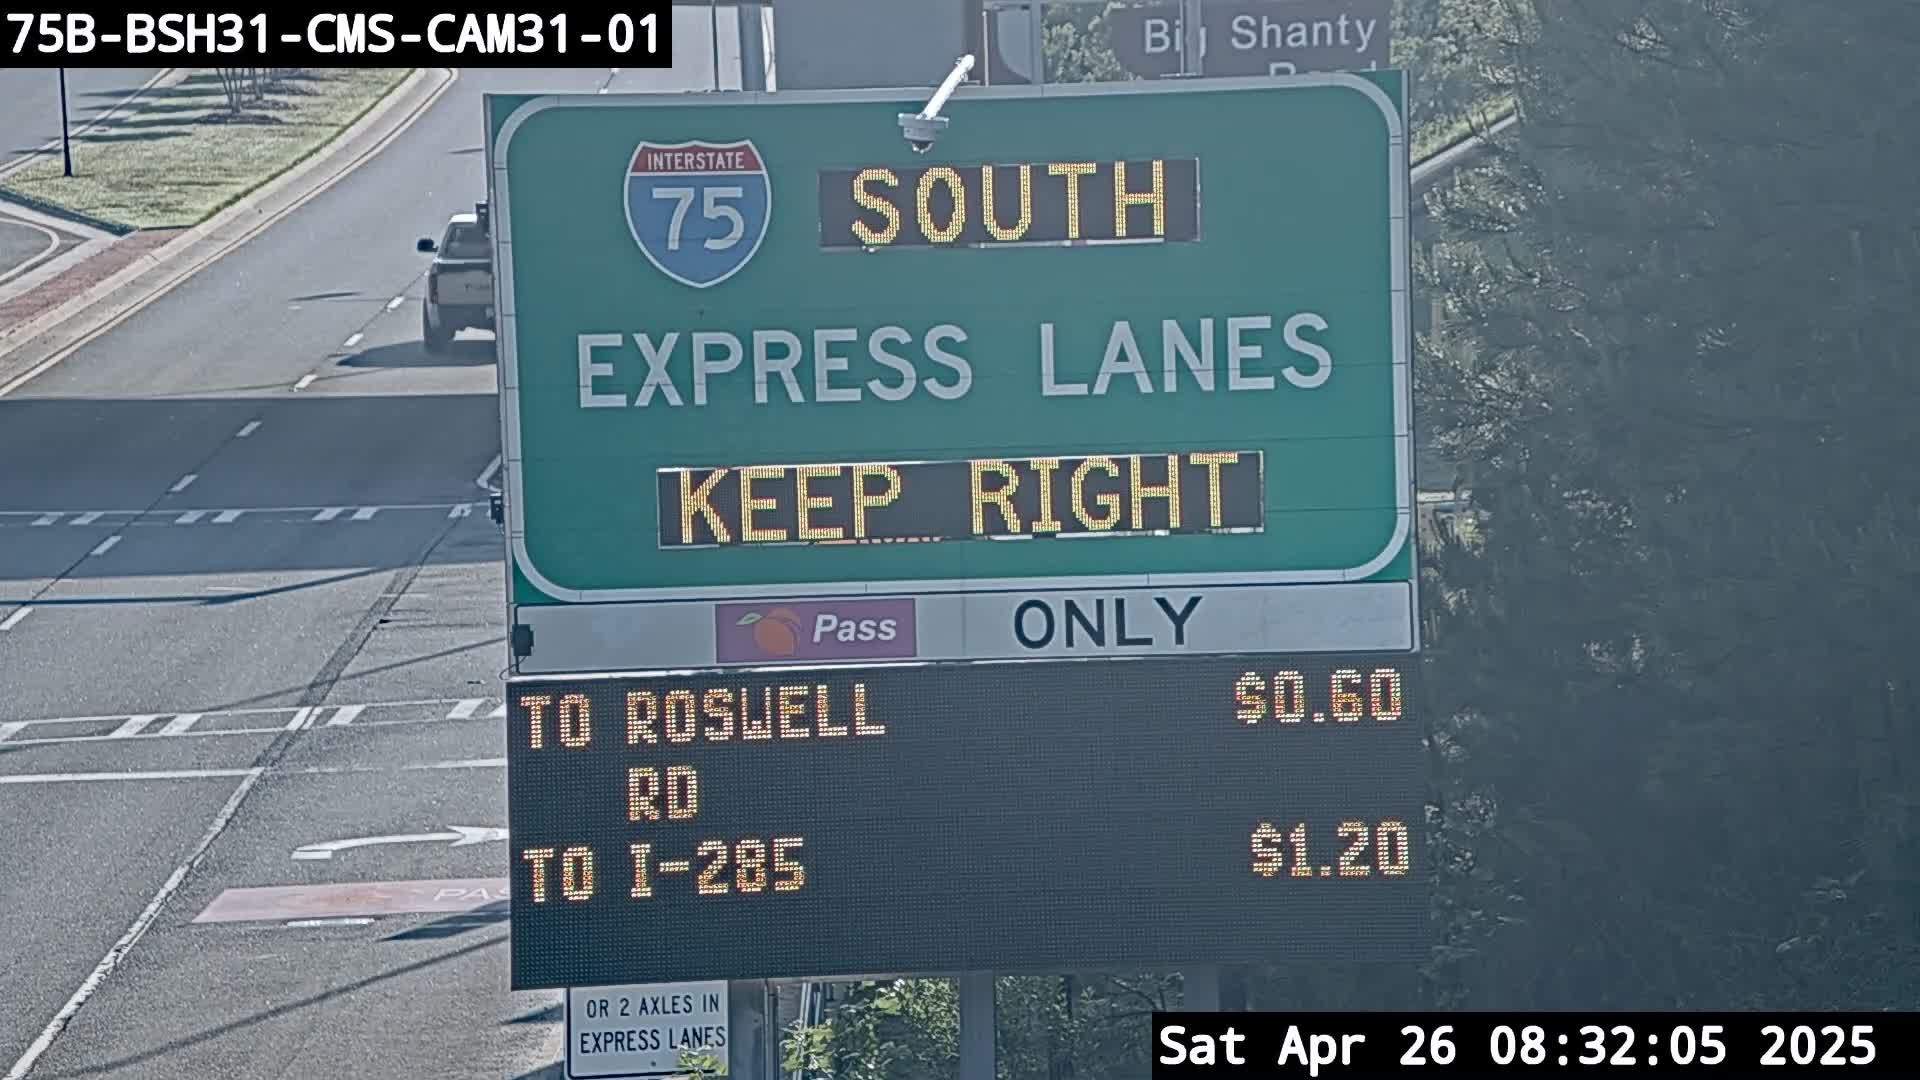 75B-BSH31-CMS-CAM31-01
Big Shanty
Road
INTERSTATE
75
SOUTH
EXPRESS LANES
KEEP RIGHT
Pass ONLY
TO ROSWELL $0.60
RD
TO I-285 $1.20
PAS
OR 2 AXLES IN
EXPRESS LANES
Sat Apr 26 08:32:05 2025